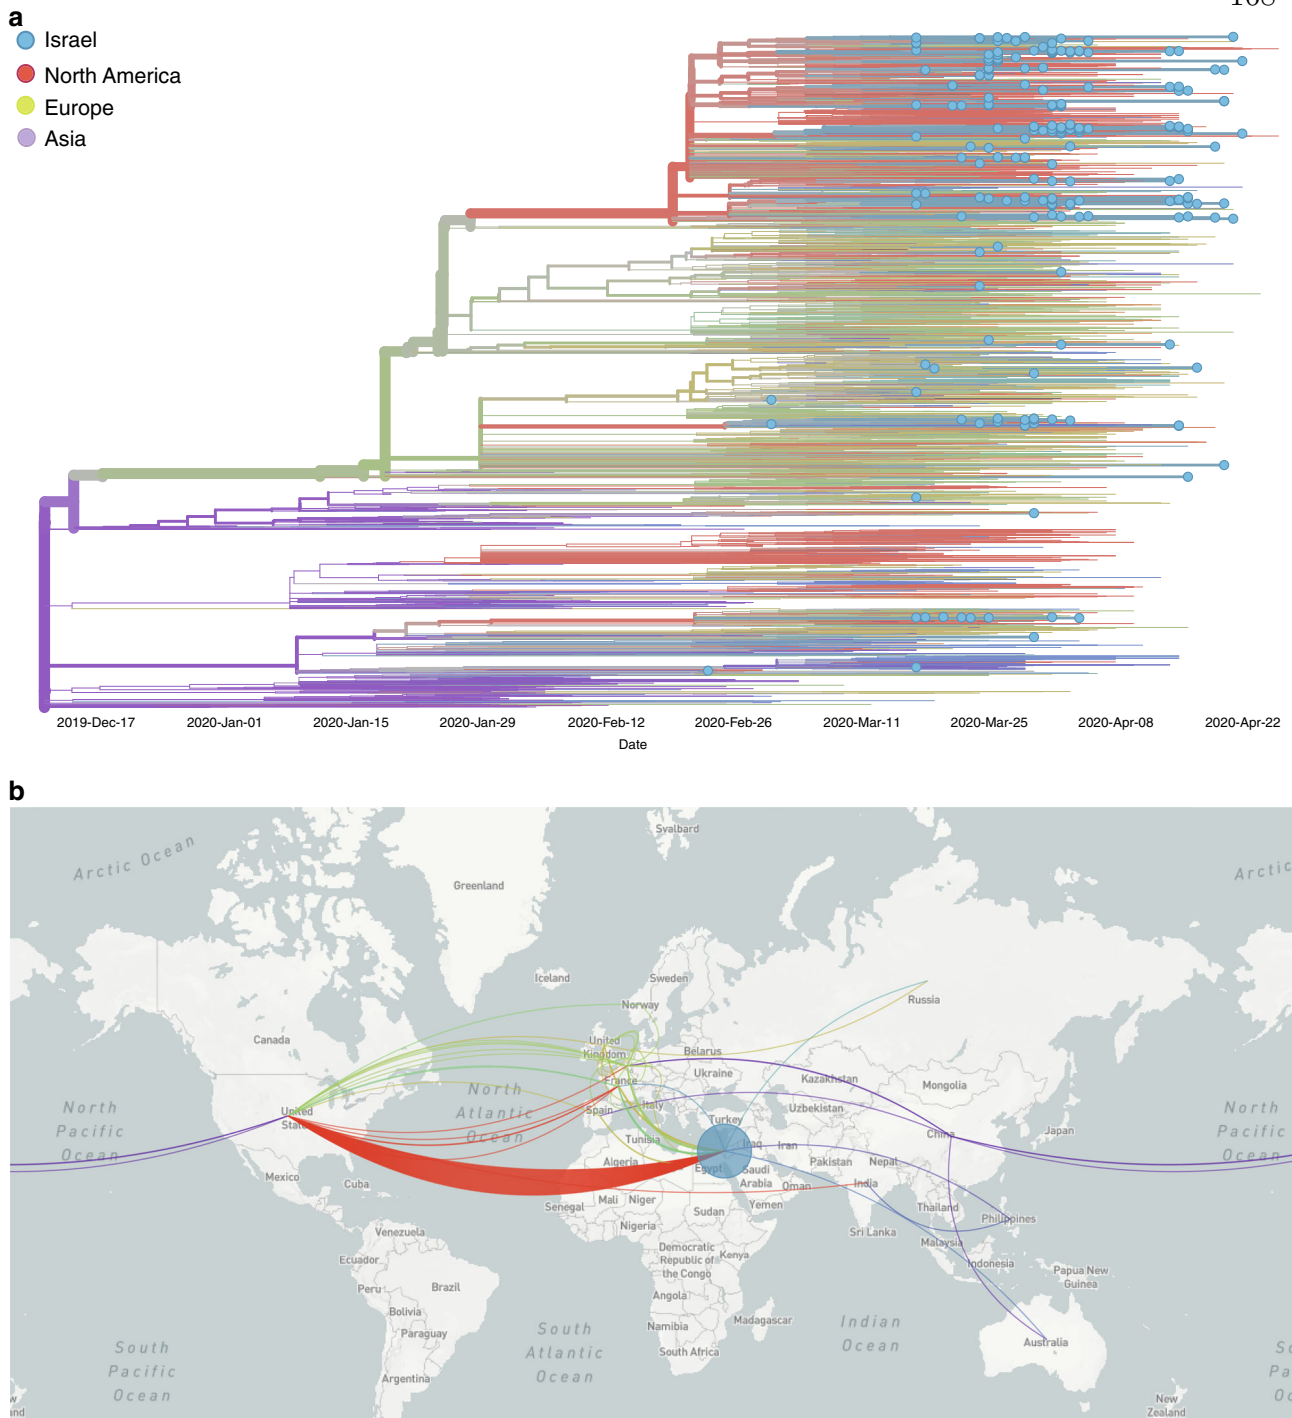 a
Israel
North America
Europe
Asia
2019-Dec-17 2020-Jan-01 2020-Jan-15 2020-Jan-29 2020-Feb-12 2020-Feb-26 2020-Mar-11 2020-Mar-25 2020-Apr-08 2020-Apr-22
Date
b
Arctic Ocean
Svalbard
Arctic
Greenland
Iceland
Sweden
Norway
Russia
Canada
United
Kingdom
Belarus
Ukraine
France
Kazakhstan
Mongolia
North
Pacific
Ocean
United
State
North
Atlantic
Ocean
Spain
Italy
Turkey
Uzbekistan
China
Japan
North
Pacific
Ocean
Tunisia
Iraq
Iran
Algeria
Egypt
Saudi
Arabia
Pakistan
Nepal
Oman
India
Mexico
Cuba
Senegal
Mali
Niger
Sudan
Yemen
Thailand
Philippines
Nigeria
Venezuela
Sri Lanka
Malaysia
Democratic
Republic of
the Congo
Kenya
Ecuador
Indonesia
Papua New
Guinea
Peru
Brazil
Angola
Bolivia
Namibia
Madagascar
Indian
Ocean
Paraguay
South Africa
South
Atlantic
Ocean
Australia
South
Pacific
Ocean
Argentina
New
Zealand